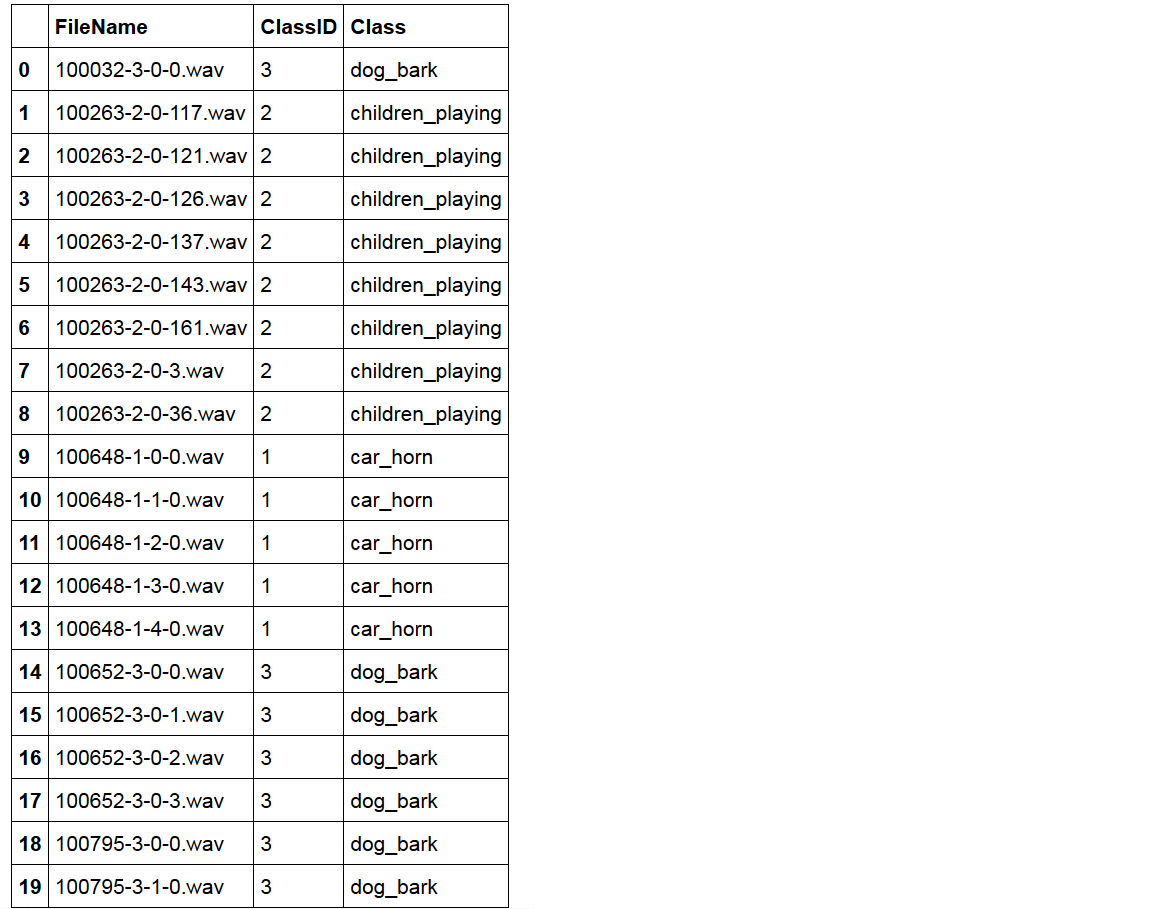 FileName ClassID Class
0 100032-3-0-0.wav 3 dog_bark
1 100263-2-0-117.wav 2 children_playing
2 100263-2-0-121.wav 2 children_playing
3 100263-2-0-126.wav 2 children_playing
4 100263-2-0-137.wav 2 children_playing
5 100263-2-0-143.wav 2 children_playing
6 100263-2-0-161.wav 2 children_playing
7 100263-2-0-3.wav 2 children_playing
8 100263-2-0-36.wav 2 children_playing
9 100648-1-0-0.wav 1 car_horn
10 100648-1-1-0.wav 1 car_horn
11 100648-1-2-0.wav 1 car_horn
12 100648-1-3-0.wav 1 car_horn
13 100648-1-4-0.wav 1 car_horn
14 100652-3-0-0.wav 3 dog_bark
15 100652-3-0-1.wav 3 dog_bark
16 100652-3-0-2.wav 3 dog_bark
17 100652-3-0-3.wav 3 dog_bark
18 100795-3-0-0.wav 3 dog_bark
19 100795-3-1-0.wav 3 dog_bark